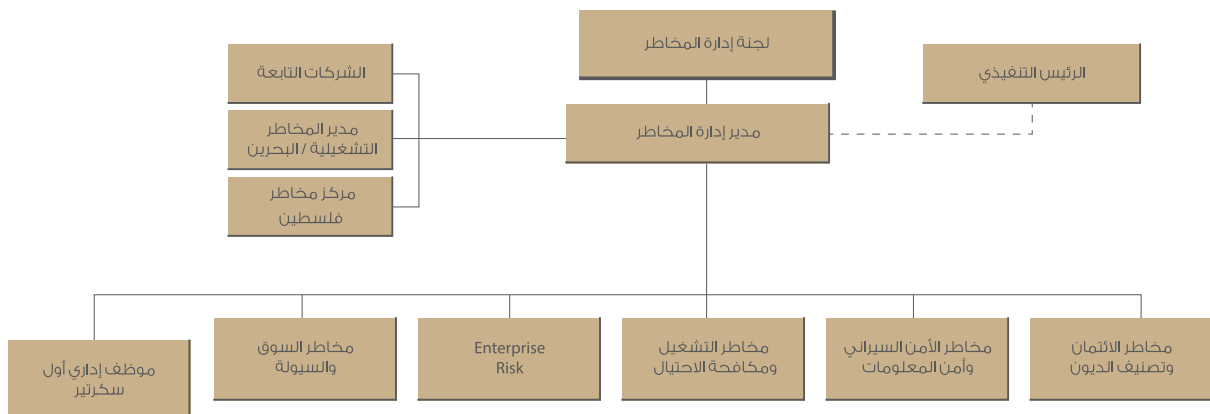 لجنة إدارة المخاطر
الرئيس التنفيذي
مدير إدارة المخاطر
الشركات التابعة
مدير المخاطر
التشغيلية / البحرين
مركز مخاطر
فلسطين
مخاطر الائتمان
وتصنيف الديون
مخاطر الأمن السيبراني
وأمن المعلومات
مخاطر التشغيل
ومكافحة الاحتيال
Enterprise
Risk
مخاطر السوق
والسيولة
موظف إداري أول
سكرتير